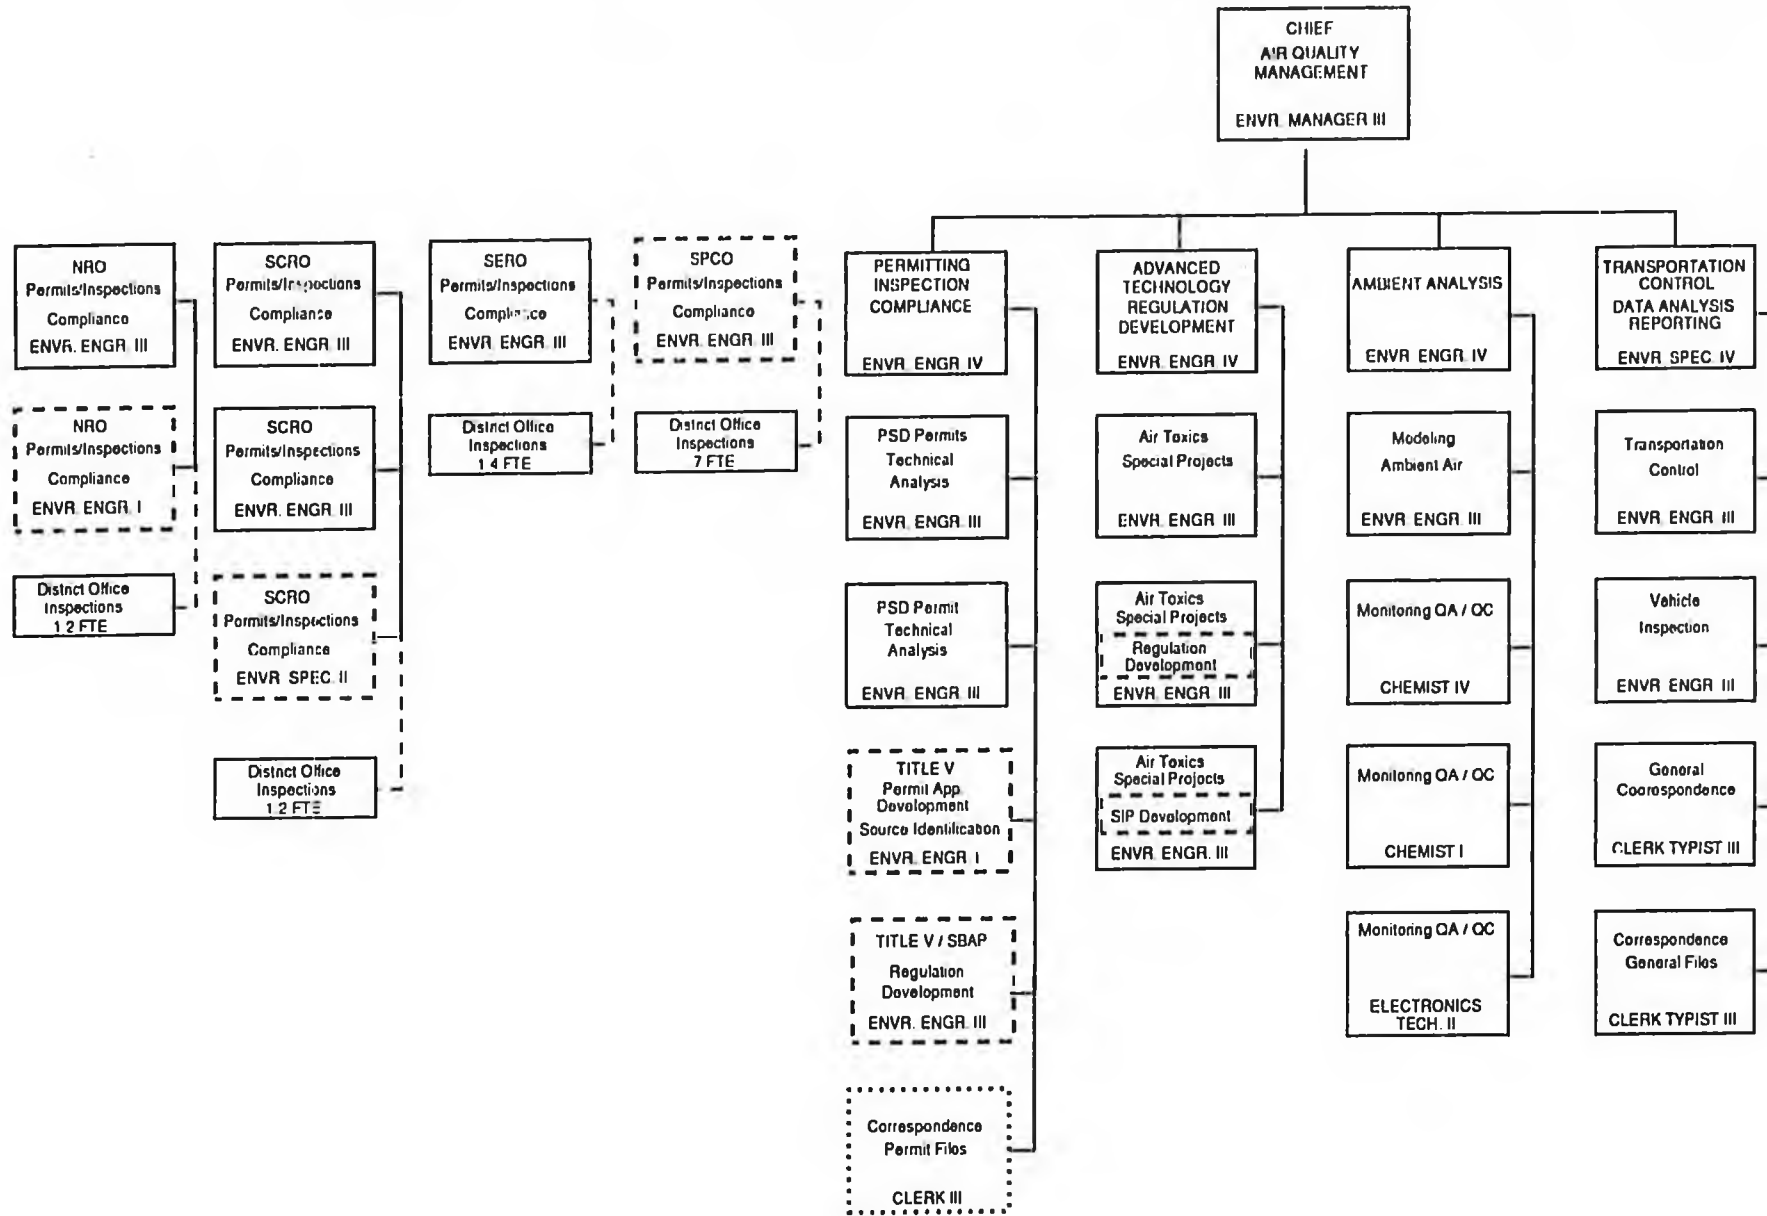 CHIEF
AIR QUALITY
MANAGEMENT
ENVR. MANAGER III
NRO
Permits/Inspections
Compliance
ENVR. ENGR. III
NRO
Permits/Inspections
Compliance
ENVR. ENGR. I
District Office
Inspections
1.2 FTE
SCRO
Permits/Inspections
Compliance
ENVR. ENGR. III
SCRO
Permits/Inspections
Compliance
ENVR. ENGR. III
SCRO
Permits/Inspections
Compliance
ENVR. SPEC. II
District Office
Inspections
1.2 FTE
SERO
Permits/Inspections
Compliance
ENVR. ENGR. III
District Office
Inspections
1.4 FTE
SPCO
Permits/Inspections
Compliance
ENVR. ENGR. III
District Office
Inspections
7 FTE
PERMITTING
INSPECTION
COMPLIANCE
ENVR. ENGR. IV
PSD Permits
Technical
Analysis
ENVR. ENGR. III
PSD Permit
Technical
Analysis
ENVR. ENGR. III
TITLE V
Permit App.
Development
Source Identification
ENVR. ENGR. I
TITLE V / SBAP
Regulation
Development
ENVR. ENGR. III
Correspondence
Permit Files
CLERK III
ADVANCED
TECHNOLOGY
REGULATION
DEVELOPMENT
ENVR. ENGR. IV
Air Toxics
Special Projects
ENVR. ENGR. III
Air Toxics
Special Projects
Regulation
Development
ENVR. ENGR. III
Air Toxics
Special Projects
SIP Development
ENVR. ENGR. III
AMBIENT ANALYSIS
ENVR. ENGR. IV
Modeling
Ambient Air
ENVR. ENGR. III
Monitoring QA / QC
CHEMIST IV
Monitoring QA / QC
CHEMIST I
Monitoring QA / QC
ELECTRONICS
TECH. II
TRANSPORTATION
CONTROL
DATA ANALYSIS
REPORTING
ENVR. SPEC. IV
Transportation
Control
ENVR. ENGR. III
Vehicle
Inspection
ENVR. ENGR. III
General
Coorespondence
CLERK TYPIST III
Correspondence
General Files
CLERK TYPIST III